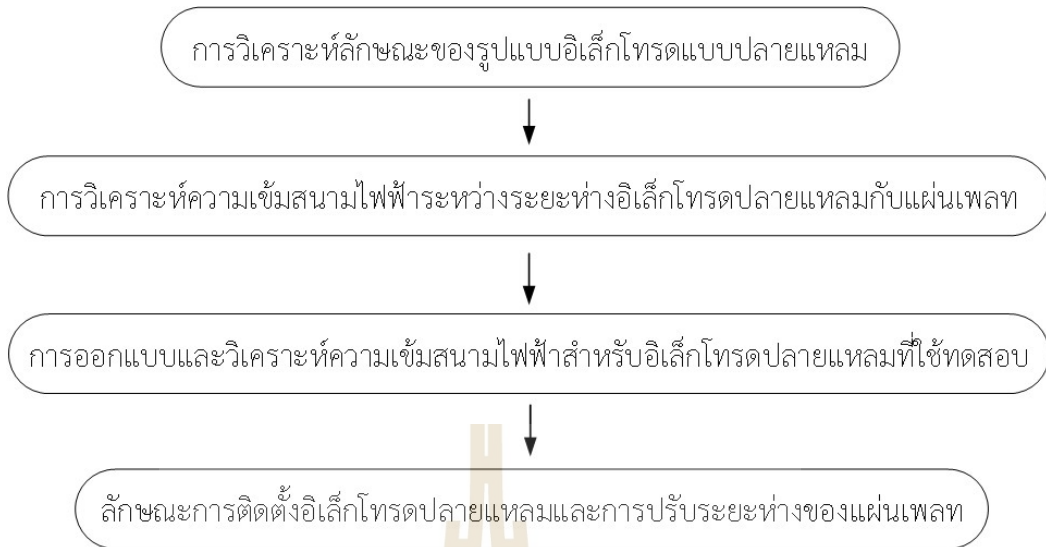 การวิเคราะห์ลักษณะของรูปแบบอิเล็กโทรดแบบปลายแหลม
การวิเคราะห์ความเข้มสนามไฟฟ้าระหว่างระยะห่างอิเล็กโทรดปลายแหลมกับแผ่นเพลท
การออกแบบและวิเคราะห์ความเข้มสนามไฟฟ้าสำหรับอิเล็กโทรดปลายแหลมที่ใช้ทดสอบ
ลักษณะการติดตั้งอิเล็กโทรดปลายแหลมและการปรับระยะห่างของแผ่นเพลท